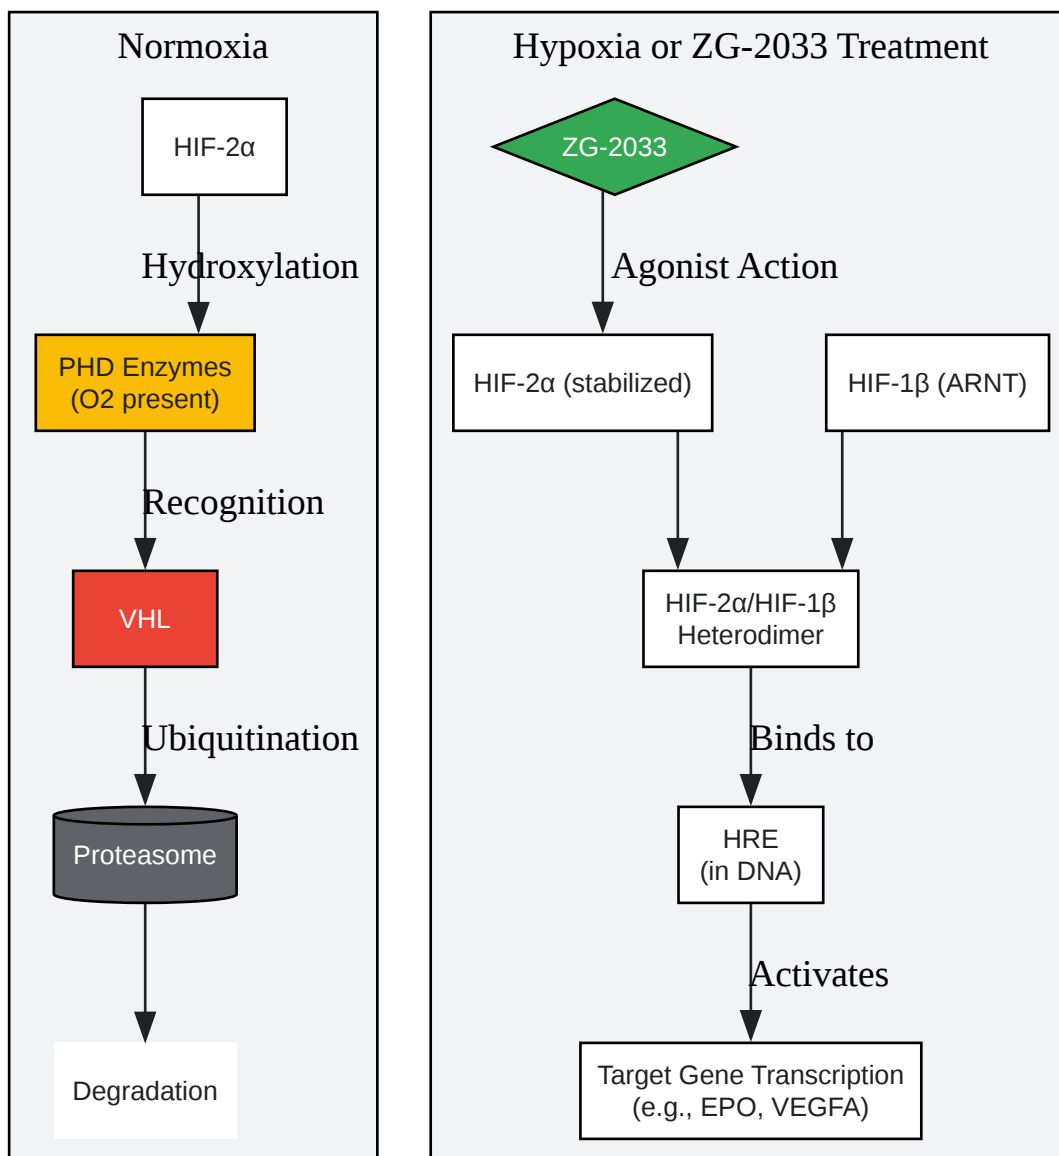 Normoxia
HIF-2α
Hydroxylation
PHD Enzymes
(O2 present)
Recognition
VHL
Ubiquitination
Proteasome
Degradation
Hypoxia or ZG-2033 Treatment
ZG-2033
Agonist Action
HIF-2α (stabilized)
HIF-1β (ARNT)
HIF-2α/HIF-1β
Heterodimer
Binds to
HRE
(in DNA)
Activates
Target Gene Transcription
(e.g., EPO, VEGFA)